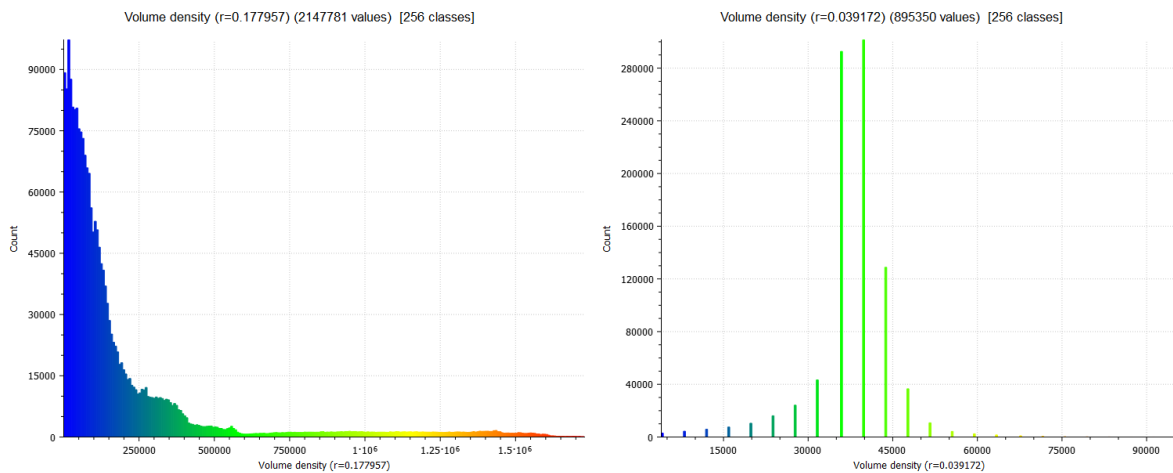 Volume density (r=0.177957) (2147781 values) [256 classes]
90000
75000
60000
45000
30000
15000
0
Count
250000 500000 750000 1·10⁶ 1.25·10⁶ 1.5·10⁶
Volume density (r=0.177957)
Volume density (r=0.039172) (895350 values) [256 classes]
280000
240000
200000
160000
120000
80000
40000
0
Count
15000 30000 45000 60000 75000 90000
Volume density (r=0.039172)